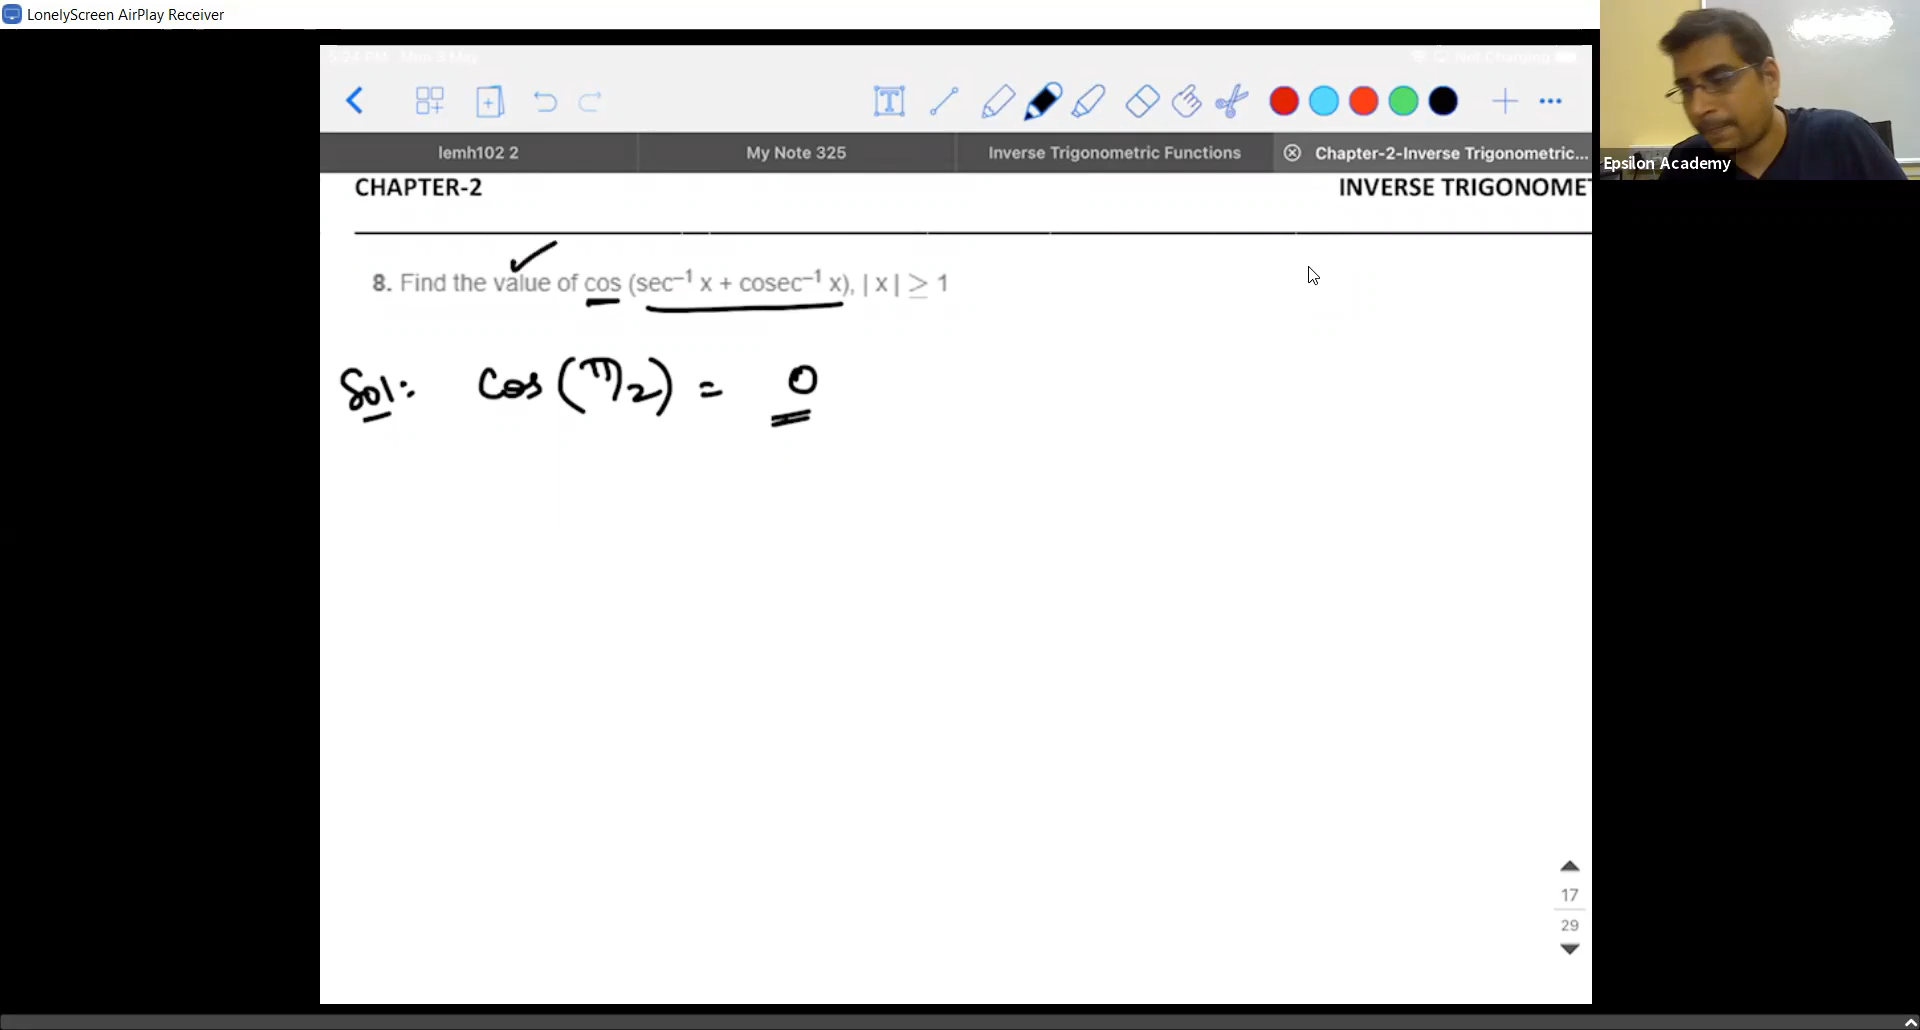 LonelyScreen AirPlay Receiver
lemh102 2
My Note 325
Inverse Trigonometric Functions
Chapter-2-Inverse Trigonometric...
Epsilon Academy
CHAPTER-2
INVERSE TRIGONOME
8. Find the value of cos (sec⁻¹ x + cosec⁻¹ x), | x | ≥ 1
Sol: Cos (π/2) = 0
17
29